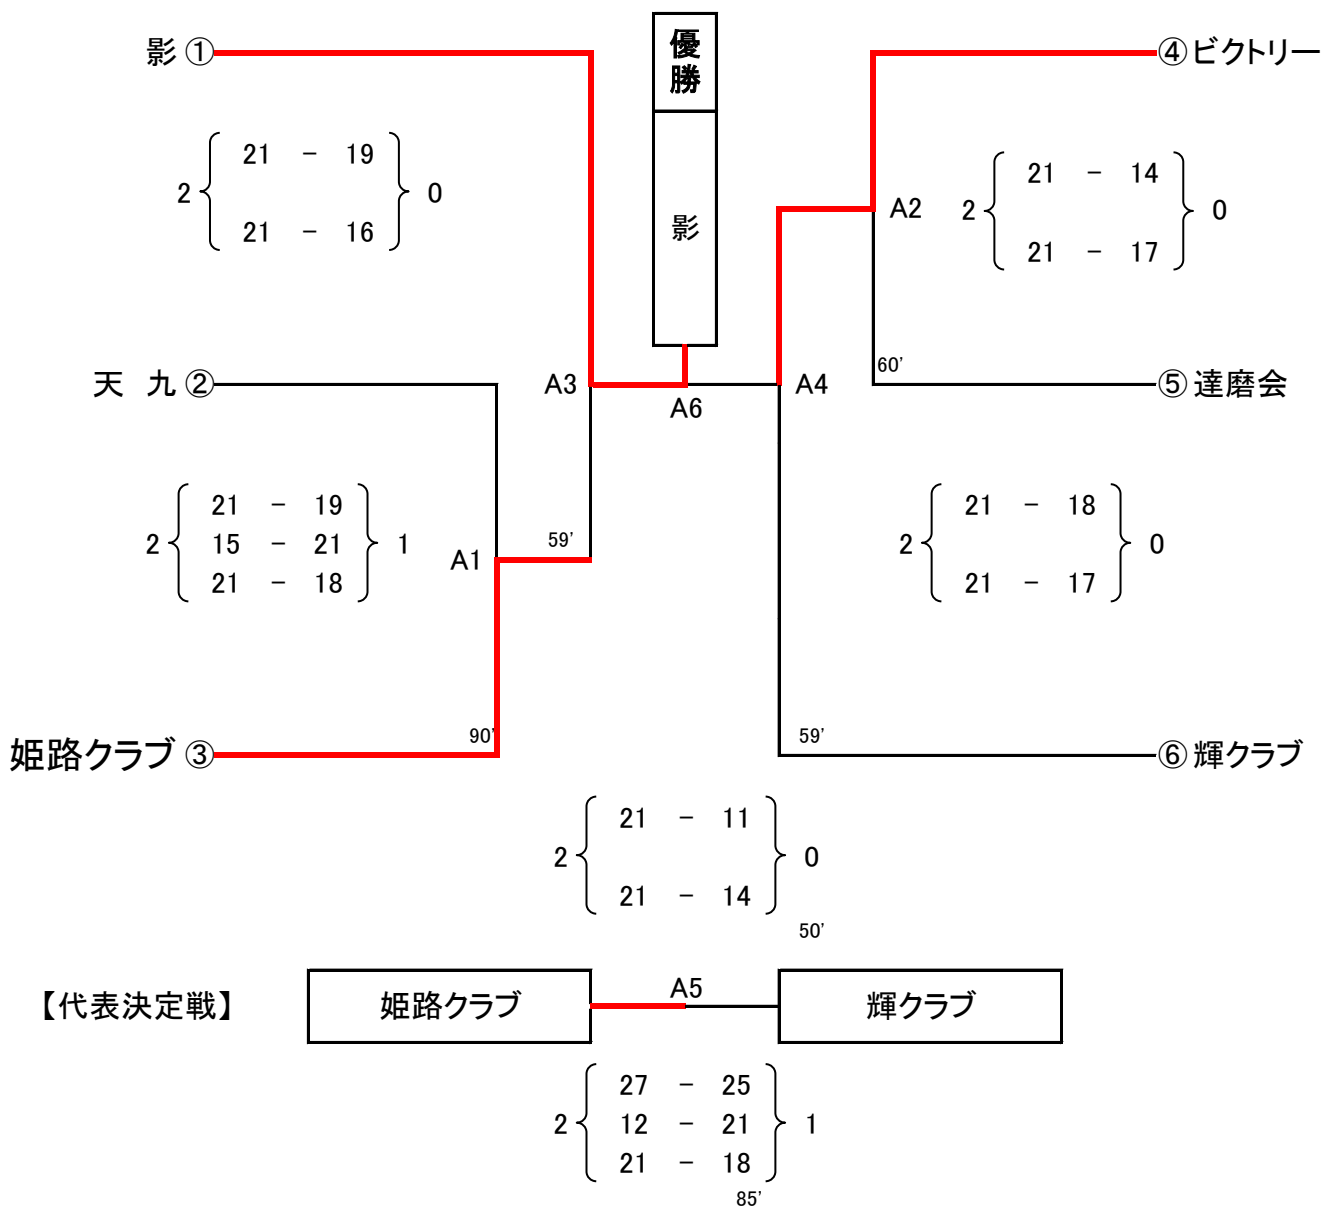 影 ①
優勝
影
④ ビクトリー
21 - 19
2 0
21 - 16
A2
21 - 14
2 0
21 - 17
天 九 ②
A3
A6
A4
60'
⑤ 達磨会
21 - 19
2 15 - 21 1
21 - 18
A1
59'
21 - 18
2 0
21 - 17
姫路クラブ ③
90'
59'
⑥ 輝クラブ
21 - 11
2 0
21 - 14
50'
【代表決定戦】
姫路クラブ
A5
輝クラブ
27 - 25
2 12 - 21 1
21 - 18
85'